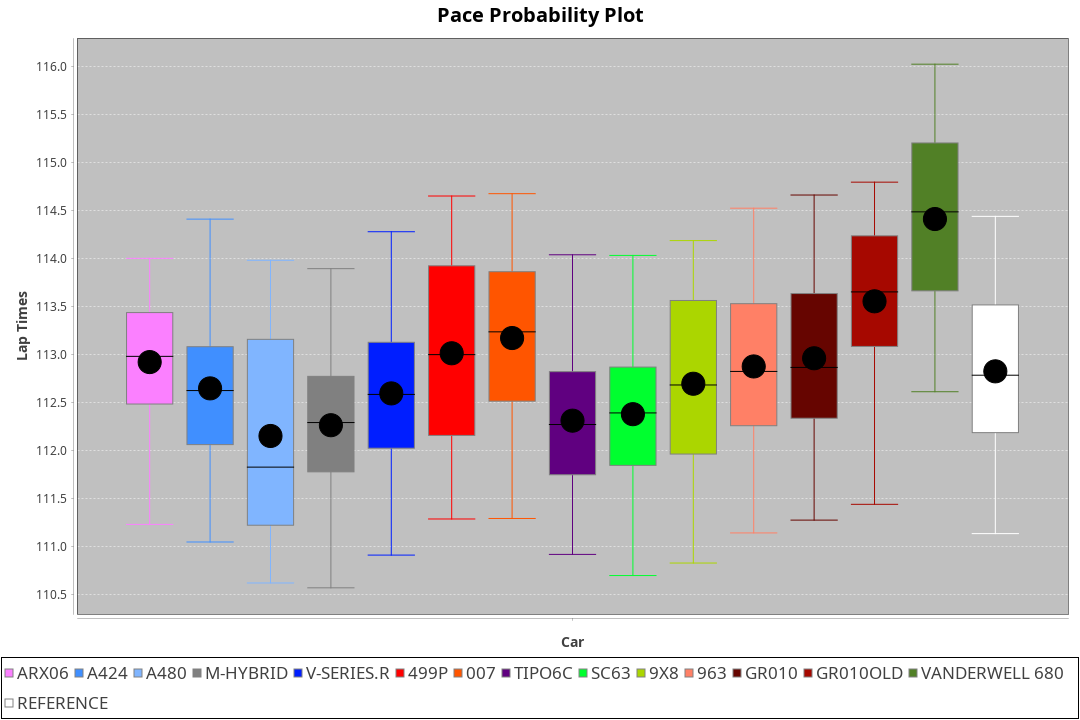 Pace Probability Plot
Lap Times
116.0
115.5
115.0
114.5
114.0
113.5
113.0
112.5
112.0
111.5
111.0
110.5
Car
ARX06 A424 A480 M-HYBRID V-SERIES.R 499P 007 TIPO6C SC63 9X8 963 GR010 GR010OLD VANDERWELL 680
REFERENCE